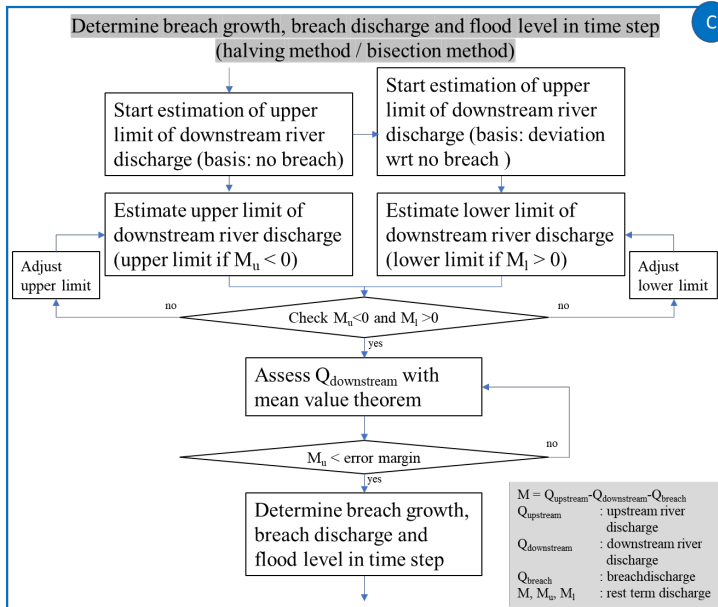 Determine breach growth, breach discharge and flood level in time step
(halving method / bisection method)
C
Start estimation of upper
limit of downstream river
discharge (basis: no breach)
Start estimation of upper
limit of downstream river
discharge (basis: deviation
wrt no breach )
Estimate upper limit of
downstream river discharge
(upper limit if Mu < 0)
Estimate lower limit of
downstream river discharge
(lower limit if Ml > 0)
Adjust
upper limit
Adjust
lower limit
no
Check Mu<0 and Ml >0
no
yes
Assess Qdownstream with
mean value theorem
no
Mu < error margin
yes
Determine breach growth,
breach discharge and
flood level in time step
M = Qupstream-Qdownstream-Qbreach
Qupstream : upstream river
discharge
Qdownstream : downstream river
discharge
Qbreach : breachdischarge
M, Mu, Ml : rest term discharge